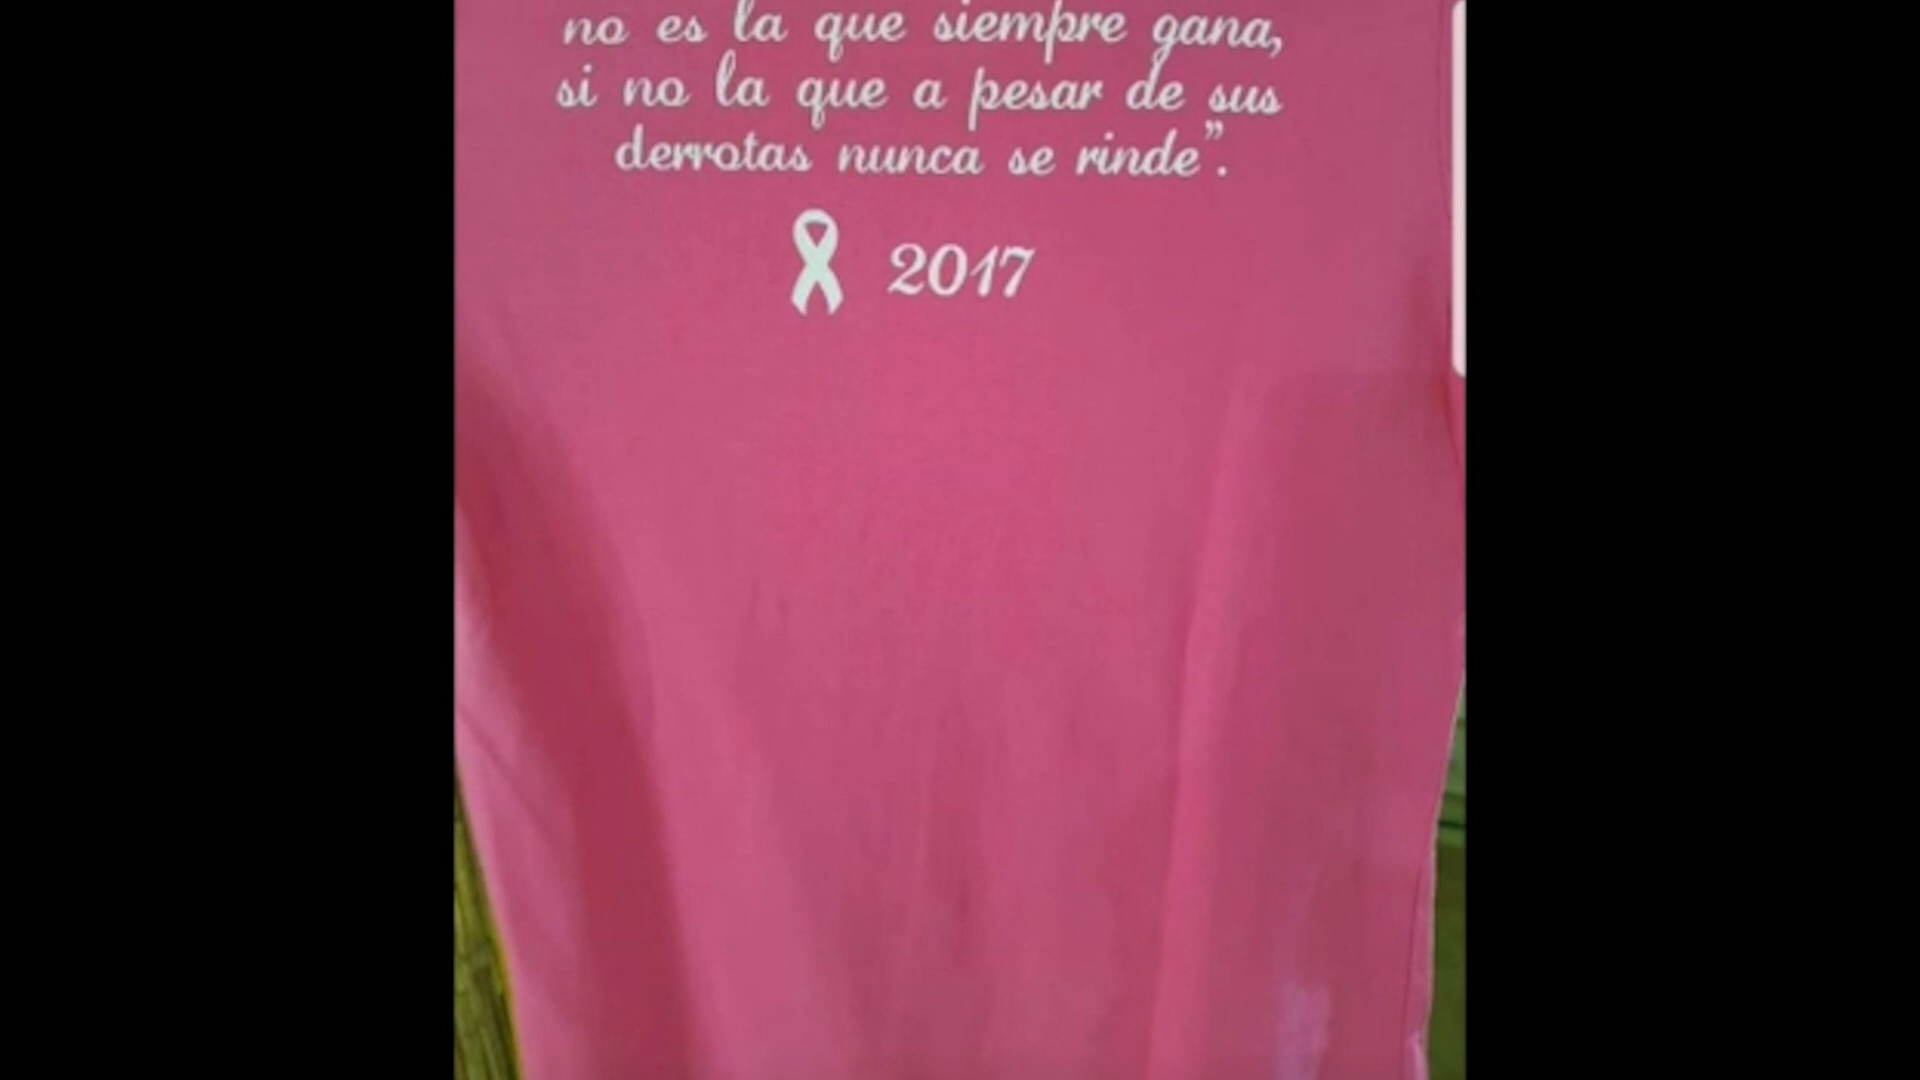 no es la que siempre gana,
si no la que a pesar de sus
derrotas nunca se rinde”.
2017